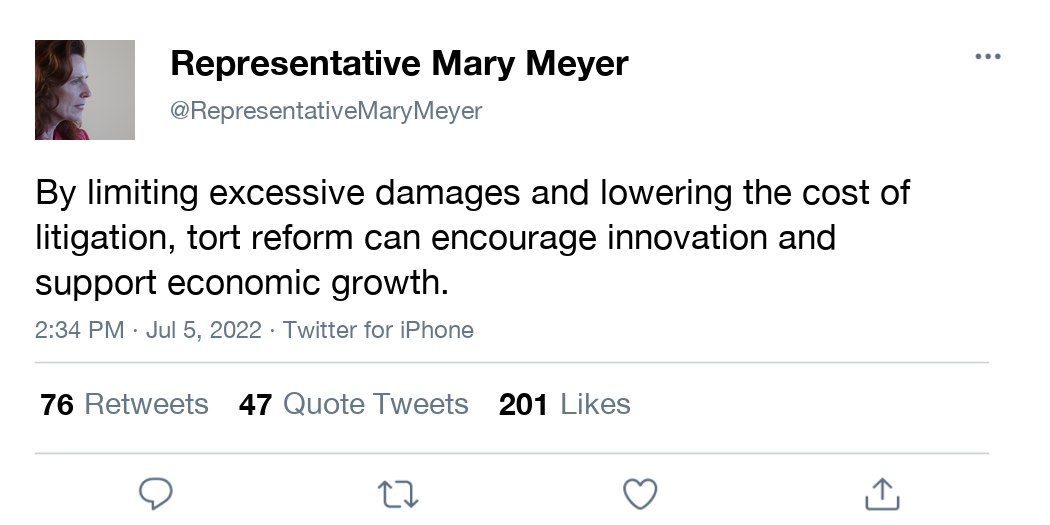 Representative Mary Meyer
@RepresentativeMaryMeyer
By limiting excessive damages and lowering the cost of
litigation, tort reform can encourage innovation and
support economic growth.
2:34 PM · Jul 5, 2022 · Twitter for iPhone
76 Retweets 47 Quote Tweets 201 Likes